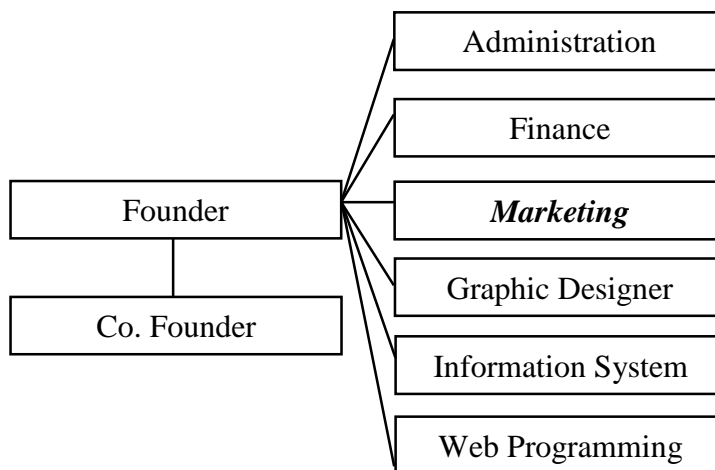 Administration
Finance
Founder
Marketing
Graphic Designer
Co. Founder
Information System
Web Programming